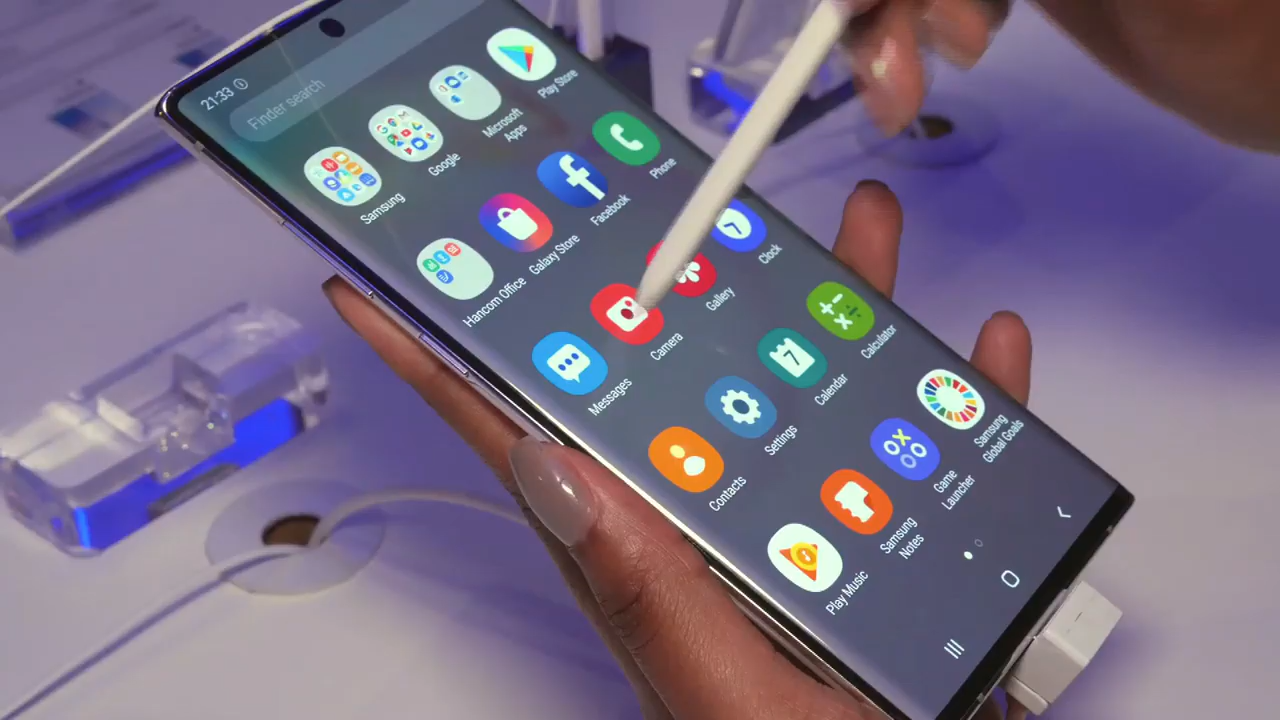 21:33
Finder search
Samsung
Google
Microsoft
Apps
Play Store
Hancom Office
Galaxy Store
Facebook
Phone
Messages
Camera
Gallery
Clock
Contacts
Settings
7
Calendar
Calculator
Play Music
Samsung
Notes
Game
Launcher
Samsung
Global Goals